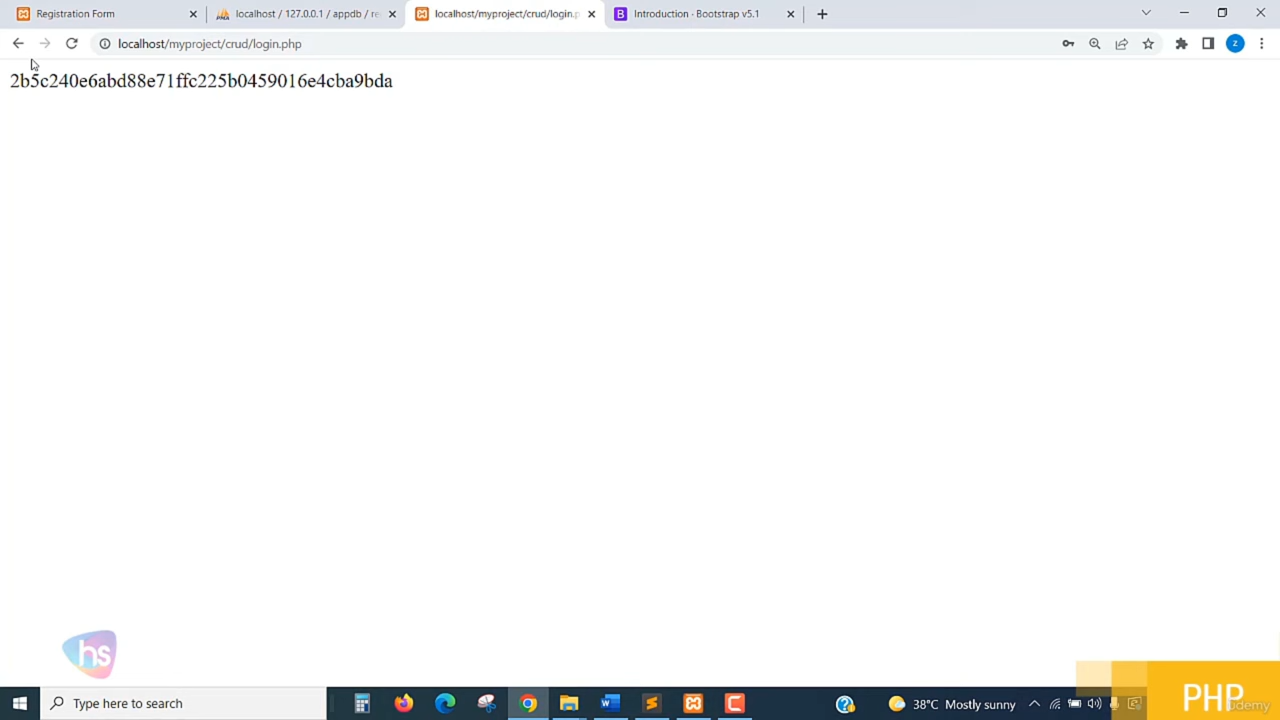 Registration Form
localhost / 127.0.0.1 / appdb / re
localhost/myproject/crud/login.p
Introduction · Bootstrap v5.1
localhost/myproject/crud/login.php
2b5c240e6abd88e71ffc225b0459016e4cba9bda
hs
Type here to search
38°C Mostly sunny
PHP